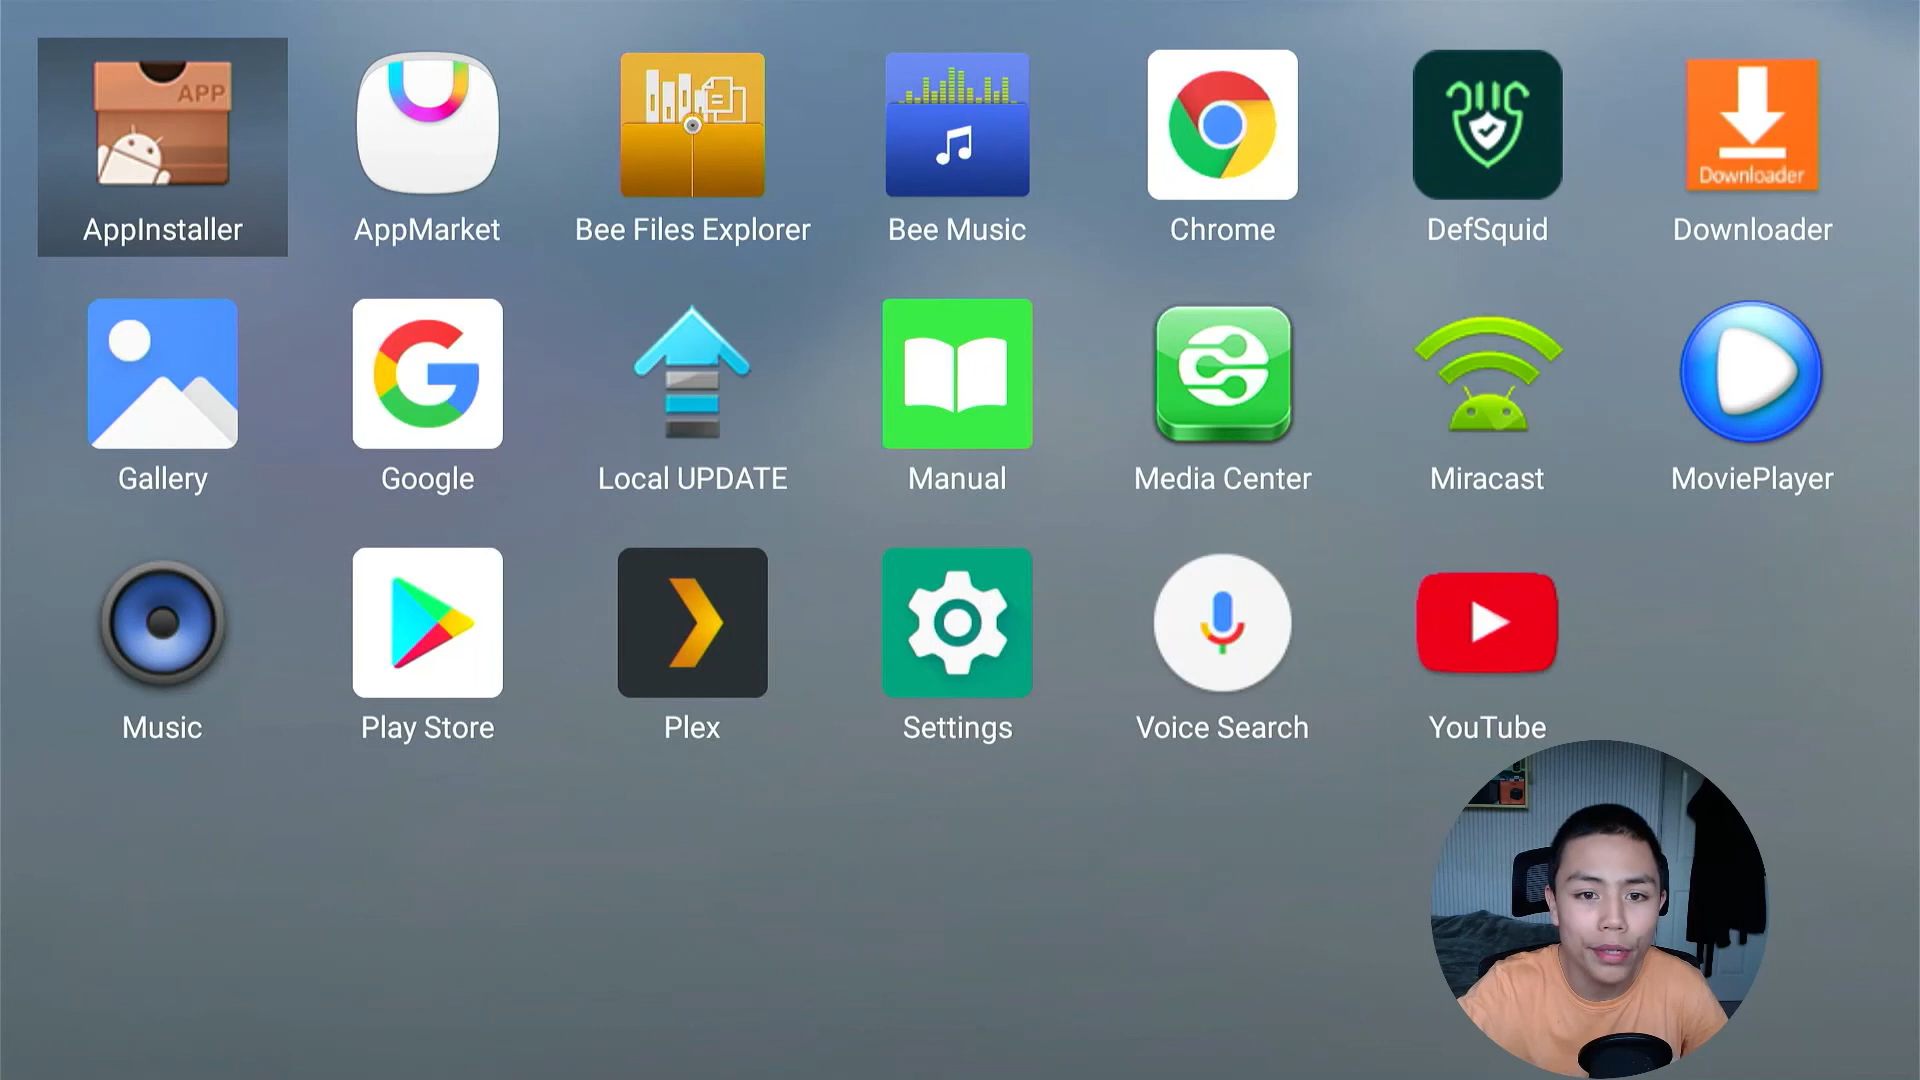 APP
Downloader
AppInstaller AppMarket Bee Files Explorer Bee Music Chrome DefSquid Downloader
Gallery Google Local UPDATE Manual Media Center Miracast MoviePlayer
Music Play Store Plex Settings Voice Search YouTube